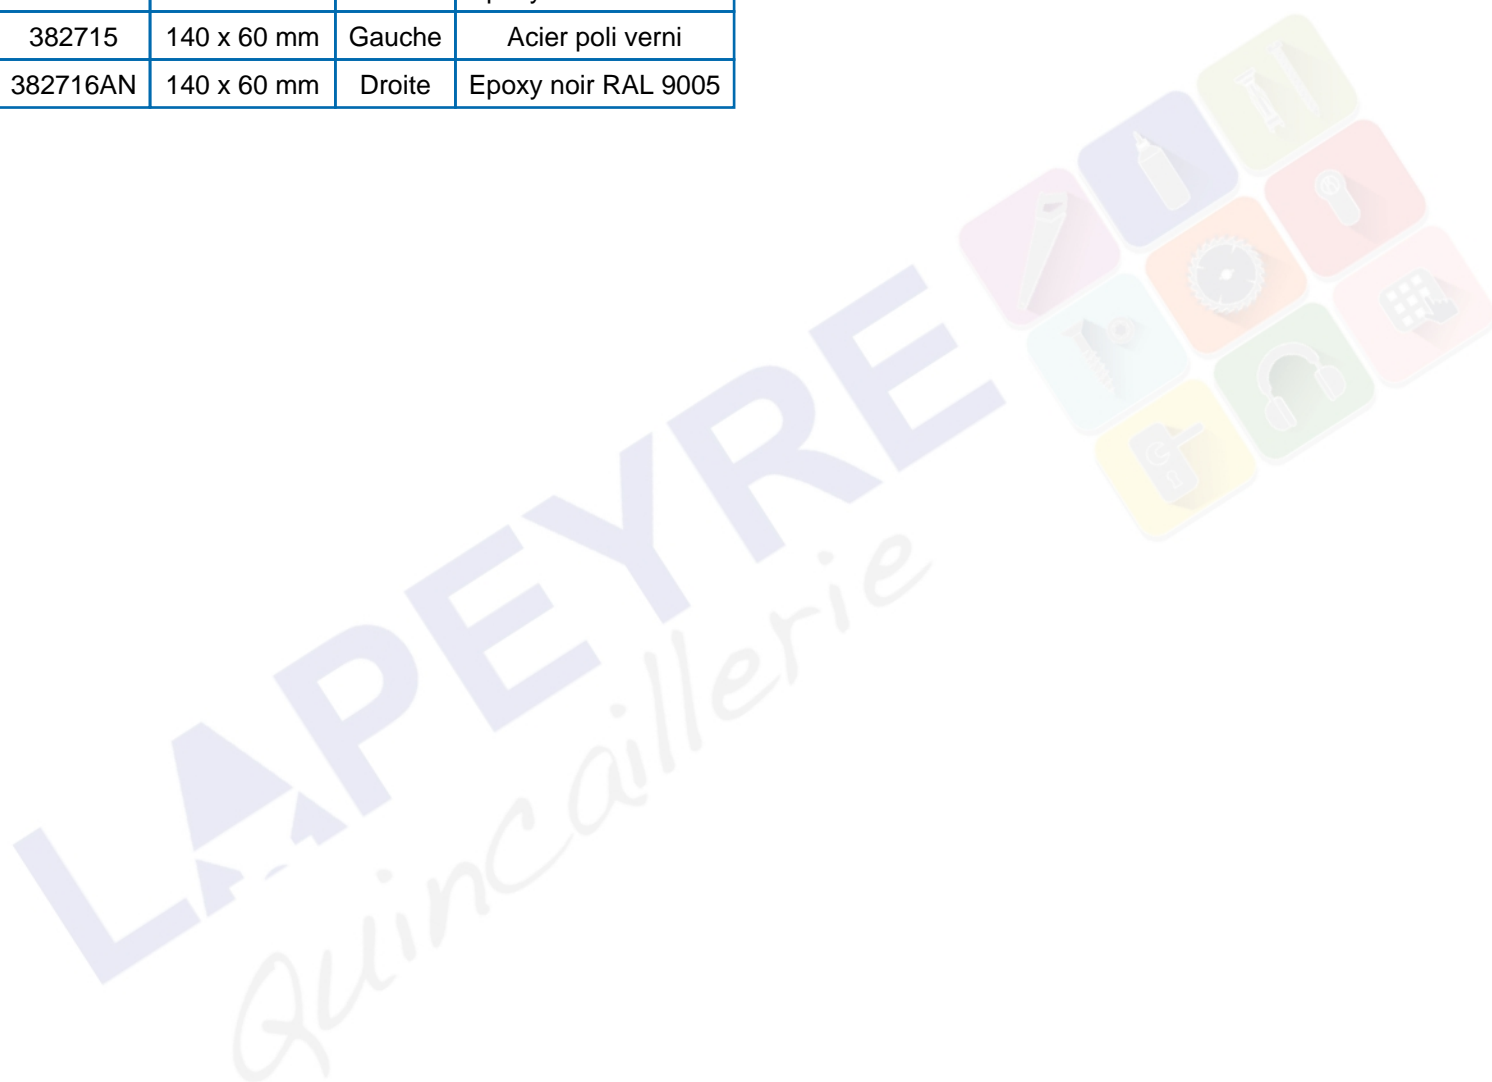 382715 140 x 60 mm Gauche Acier poli verni
382716AN 140 x 60 mm Droite Epoxy noir RAL 9005
LAPEYRE
Quincaillerie